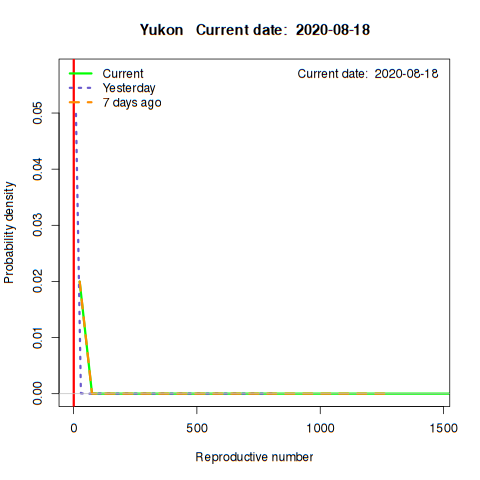 Yukon   Current date:  2020-08-18
Current
Yesterday
7 days ago
Current date:  2020-08-18
Probability density
0.05
0.04
0.03
0.02
0.01
0.00
0
500
1000
1500
Reproductive number